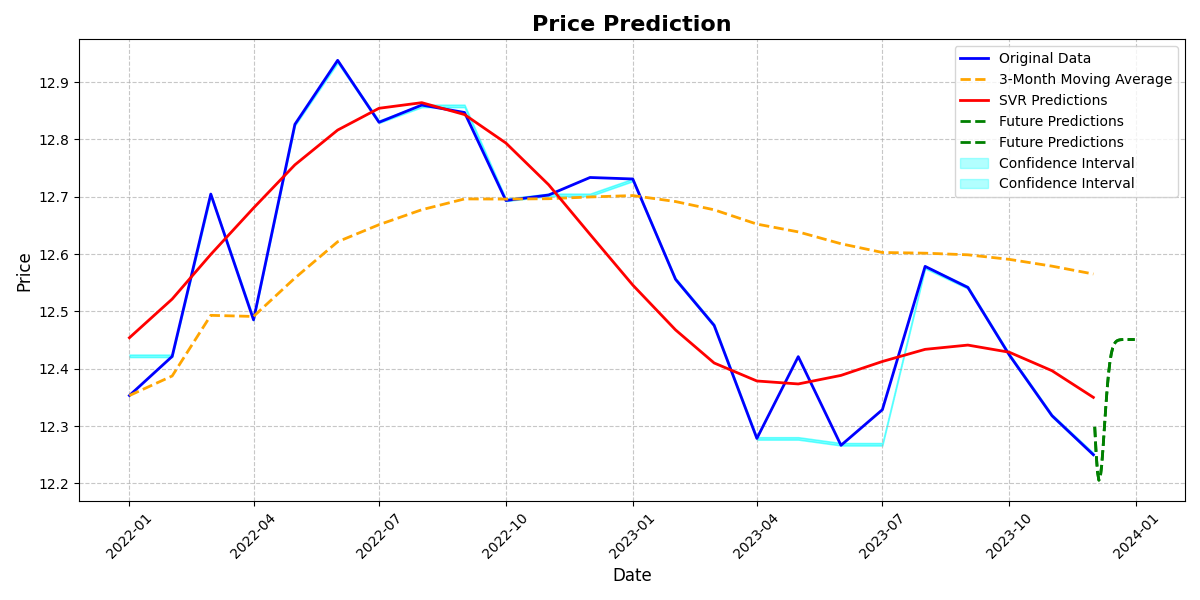 Price Prediction
Original Data
3-Month Moving Average
SVR Predictions
Future Predictions
Future Predictions
Confidence Interval
Confidence Interval
Price
12.9
12.8
12.7
12.6
12.5
12.4
12.3
12.2
2022-01
2022-04
2022-07
2022-10
2023-01
2023-04
2023-07
2023-10
2024-01
Date